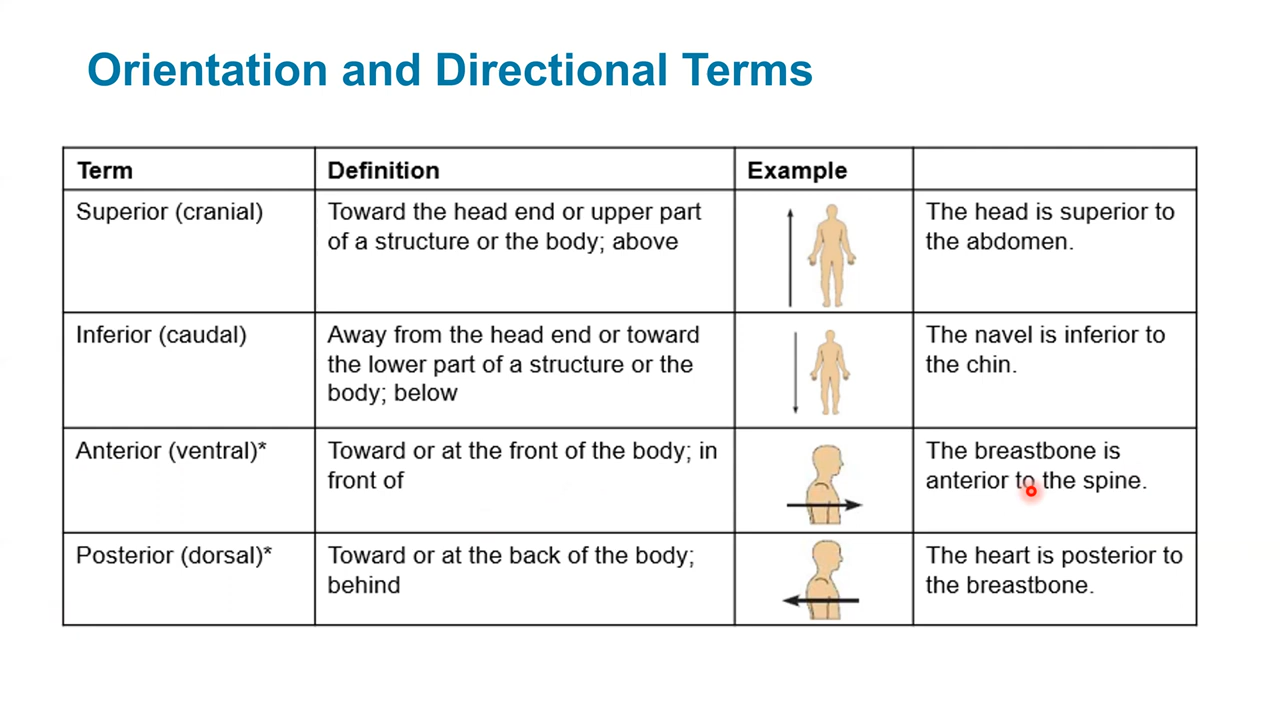 Orientation and Directional Terms
Term
Definition
Example
Superior (cranial)
Toward the head end or upper part
of a structure or the body; above
The head is superior to
the abdomen.
Inferior (caudal)
Away from the head end or toward
the lower part of a structure or the
body; below
The navel is inferior to
the chin.
Anterior (ventral)*
Toward or at the front of the body; in
front of
The breastbone is
anterior to the spine.
Posterior (dorsal)*
Toward or at the back of the body;
behind
The heart is posterior to
the breastbone.